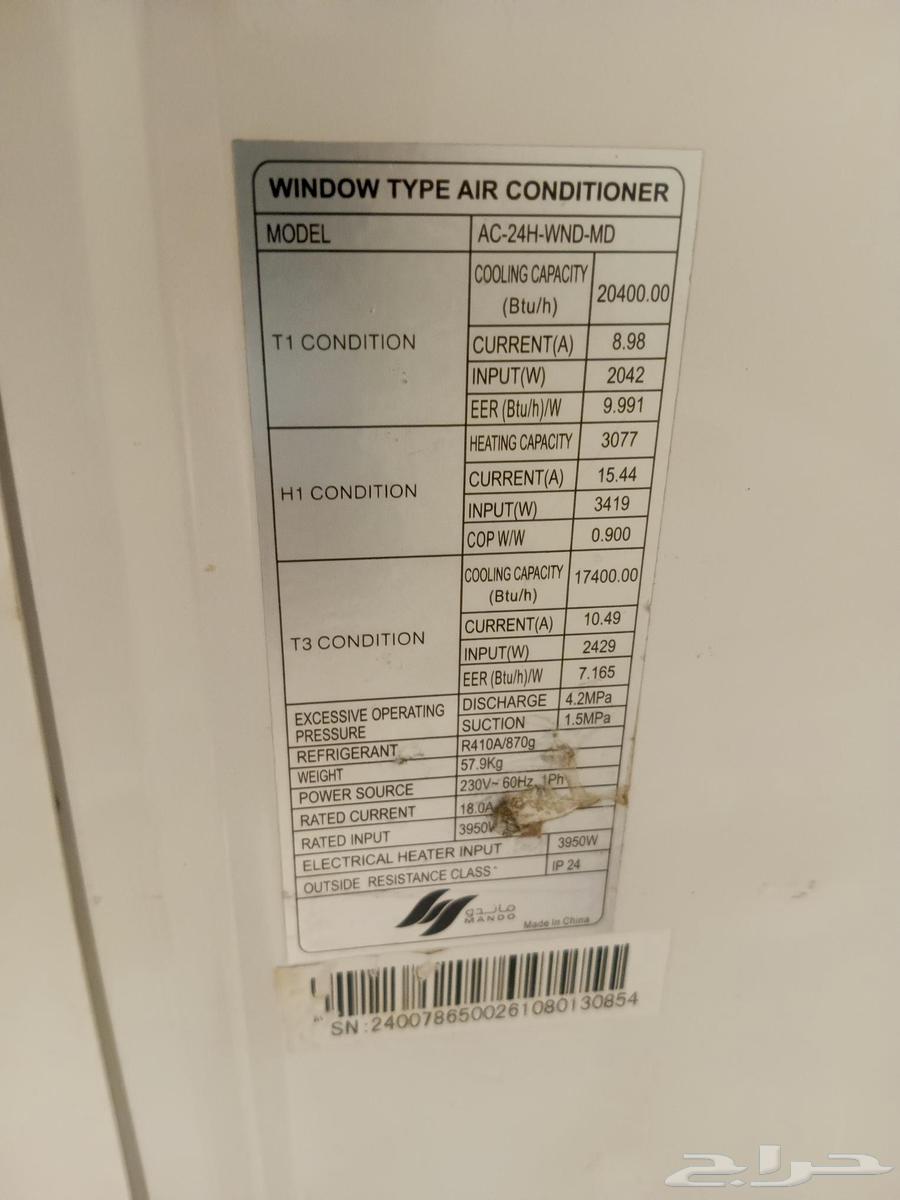 WINDOW TYPE AIR CONDITIONER
MODEL AC-24H-WND-MD
T1 CONDITION
COOLING CAPACITY (Btu/h) 20400.00
CURRENT(A) 8.98
INPUT(W) 2042
EER (Btu/h)/W 9.991
H1 CONDITION
HEATING CAPACITY 3077
CURRENT(A) 15.44
INPUT(W) 3419
COP W/W 0.900
T3 CONDITION
COOLING CAPACITY (Btu/h) 17400.00
CURRENT(A) 10.49
INPUT(W) 2429
EER (Btu/h)/W 7.165
EXCESSIVE OPERATING PRESSURE
DISCHARGE 4.2MPa
SUCTION 1.5MPa
REFRIGERANT R410A/870g
WEIGHT 57.9Kg
POWER SOURCE 230V~ 60Hz, 1Ph
RATED CURRENT 18.0A
RATED INPUT 3950W
ELECTRICAL HEATER INPUT 3950W
OUTSIDE RESISTANCE CLASS IP 24
ماندو
MANDO
Made in China
SN:2400786500261080130854
حراج